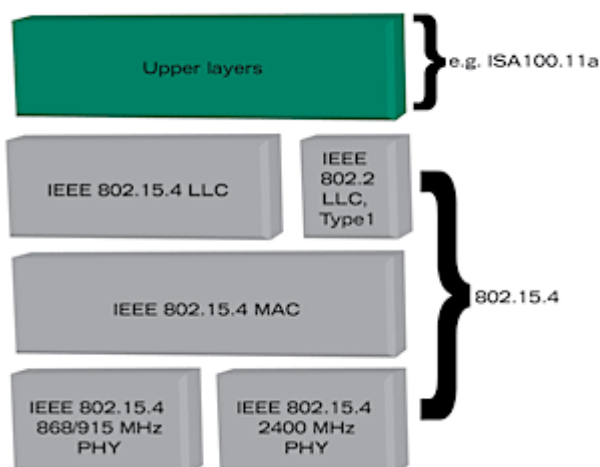 Upper layers
e.g. ISA100.11a
IEEE 802.15.4 LLC
IEEE
802.2
LLC,
Type1
IEEE 802.15.4 MAC
802.15.4
IEEE 802.15.4
868/915 MHz
PHY
IEEE 802.15.4
2400 MHz
PHY